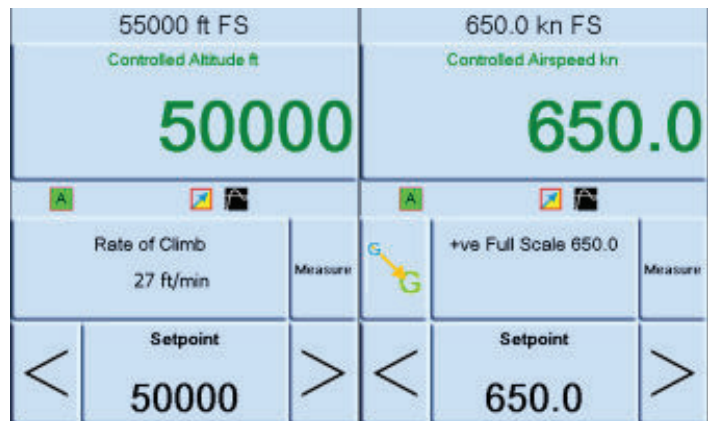 55000 ft FS
Controlled Altitude ft
50000
A
Rate of Climb
27 ft/min
Measure
<
Setpoint
50000
>
650.0 kn FS
Controlled Airspeed kn
650.0
A
G
G
+ve Full Scale 650.0
Measure
<
Setpoint
650.0
>